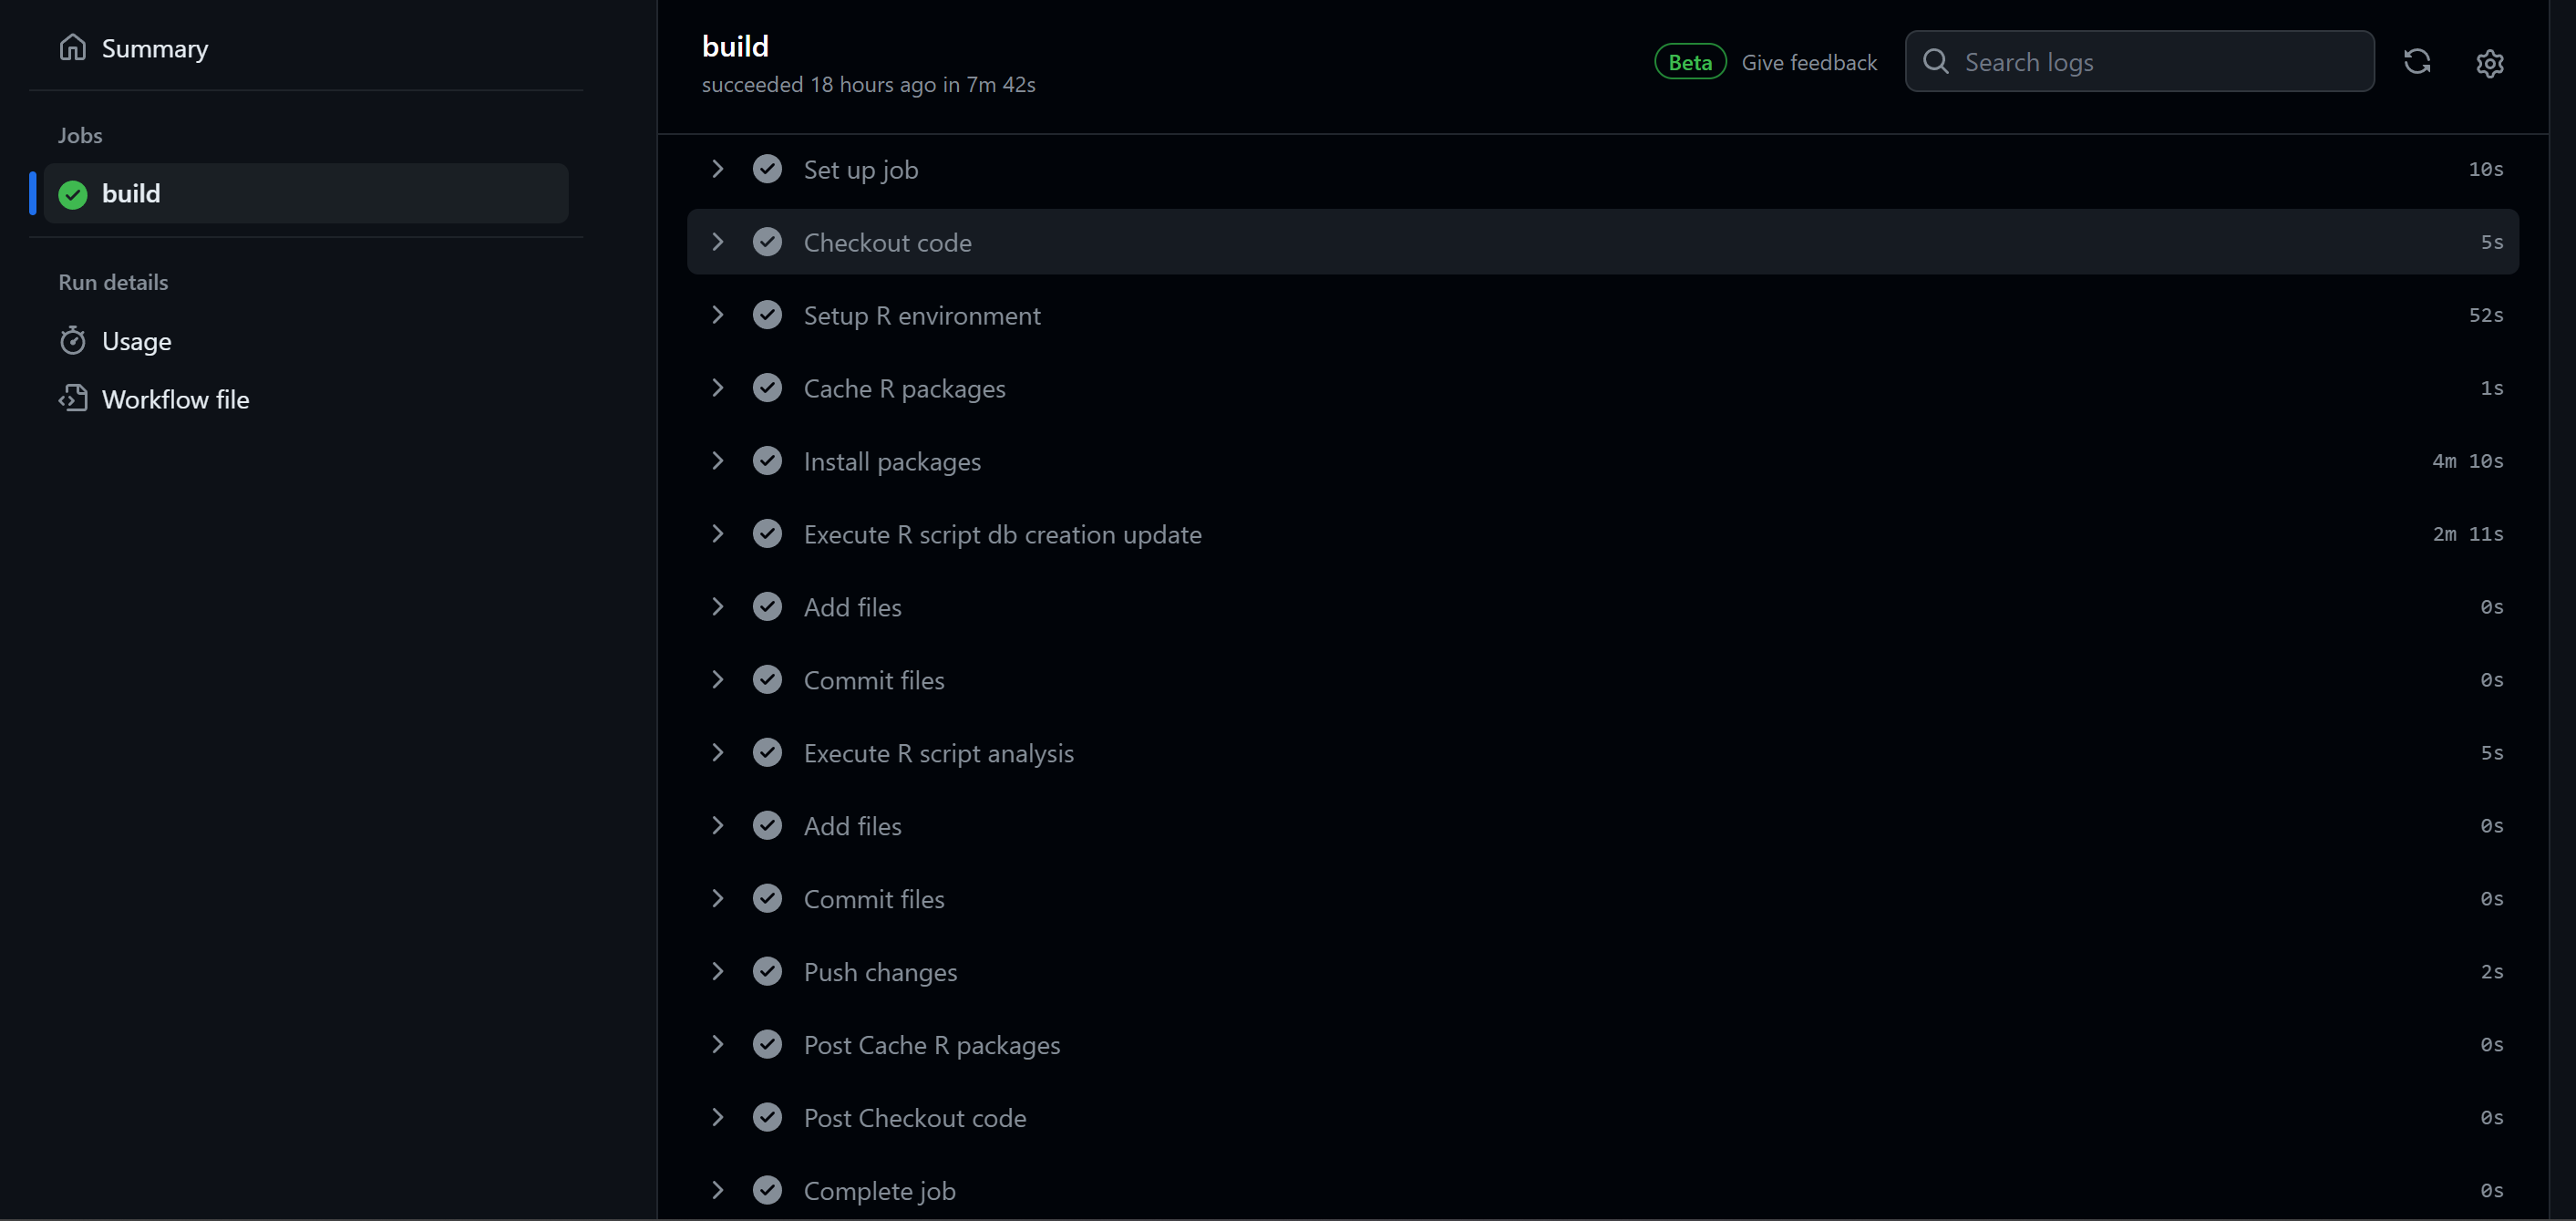 Summary
Jobs
build
Run details
Usage
Workflow file
build
succeeded 18 hours ago in 7m 42s
Beta Give feedback Search logs
Set up job 10s
Checkout code 5s
Setup R environment 52s
Cache R packages 1s
Install packages 4m 10s
Execute R script db creation update 2m 11s
Add files 0s
Commit files 0s
Execute R script analysis 5s
Add files 0s
Commit files 0s
Push changes 2s
Post Cache R packages 0s
Post Checkout code 0s
Complete job 0s